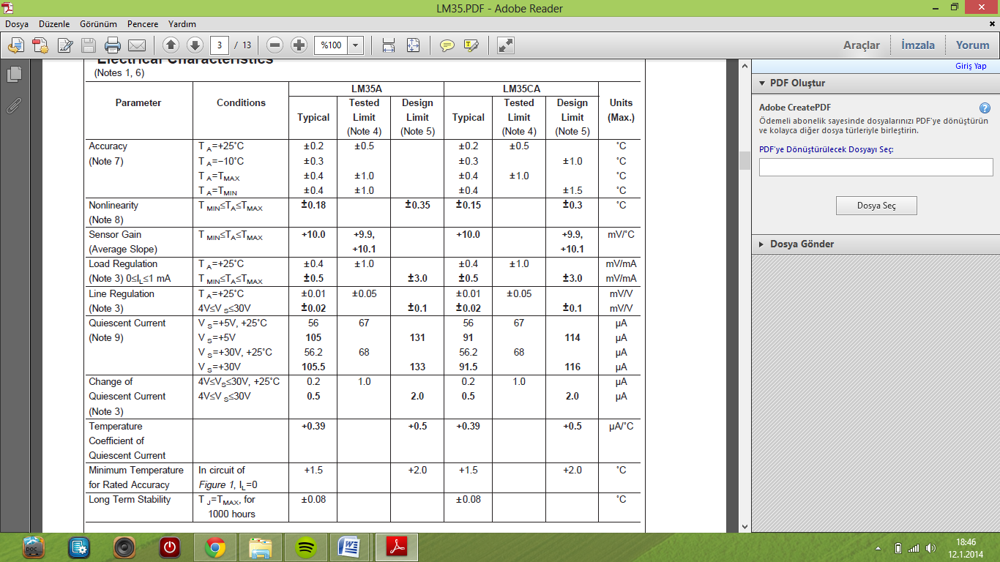 LM35.PDF - Adobe Reader
Dosya Düzenle Görünüm Pencere Yardım
3 / 13 %100 Araçlar İmzala Yorum
Electrical Characteristics
(Notes 1, 6)
LM35A LM35CA
Parameter Conditions Tested Design Tested Design Units
Typical Limit Limit Typical Limit Limit (Max.)
(Note 4) (Note 5) (Note 4) (Note 5)
Accuracy T A=+25˚C ±0.2 ±0.5 ±0.2 ±0.5 ˚C
(Note 7) T A=−10˚C ±0.3 ±0.3 ±1.0 ˚C
T A=TMAX ±0.4 ±1.0 ±0.4 ±1.0 ˚C
T A=TMIN ±0.4 ±1.0 ±0.4 ±1.5 ˚C
Nonlinearity T MIN≤TA≤TMAX ±0.18 ±0.35 ±0.15 ±0.3 ˚C
(Note 8)
Sensor Gain T MIN≤TA≤TMAX +10.0 +9.9, +10.0 +9.9, mV/˚C
(Average Slope) +10.1 +10.1
Load Regulation T A=+25˚C ±0.4 ±1.0 ±0.4 ±1.0 mV/mA
(Note 3) 0≤IL≤1 mA T MIN≤TA≤TMAX ±0.5 ±3.0 ±0.5 ±3.0 mV/mA
Line Regulation T A=+25˚C ±0.01 ±0.05 ±0.01 ±0.05 mV/V
(Note 3) 4V≤V S≤30V ±0.02 ±0.1 ±0.02 ±0.1 mV/V
Quiescent Current V S=+5V, +25˚C 56 67 56 67 µA
(Note 9) V S=+5V 105 131 91 114 µA
V S=+30V, +25˚C 56.2 68 56.2 68 µA
V S=+30V 105.5 133 91.5 116 µA
Change of 4V≤VS≤30V, +25˚C 0.2 1.0 0.2 1.0 µA
Quiescent Current 4V≤V S≤30V 0.5 2.0 0.5 2.0 µA
(Note 3)
Temperature +0.39 +0.5 +0.39 +0.5 µA/˚C
Coefficient of
Quiescent Current
Minimum Temperature In circuit of +1.5 +2.0 +1.5 +2.0 ˚C
for Rated Accuracy Figure 1, IL=0
Long Term Stability T J=TMAX, for ±0.08 ±0.08 ˚C
1000 hours
Giriş Yap
PDF Oluştur
Adobe CreatePDF
Ödemeli abonelik sayesinde dosyalarınızı PDF'ye dönüştürün
ve kolayca diğer dosya türleriyle birleştirin.
PDF'ye Dönüştürülecek Dosyayı Seç:
Dosya Seç
Dosya Gönder
DOC
18:46
12.1.2014